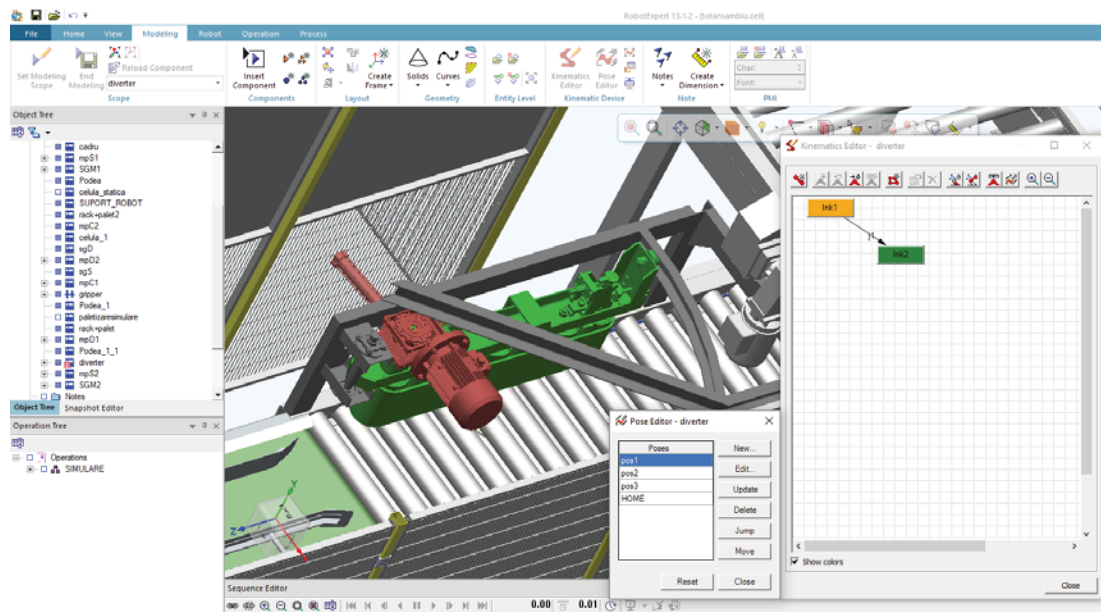 RobotExpert 13.1.2 - [totansamblu.cell]
File Home View Modeling Robot Operation Process
Set Modeling Scope
End Modeling
Reload Component
diverter
Scope
Insert Component
Components
Create Frame
Layout
Solids Curves
Geometry
Entity Level
Kinematics Editor
Pose Editor
Kinematic Device
Notes
Create Dimension
Note
Char:
Font:
PMI
Object Tree
cadru
mpS1
SGM1
Podea
celula_statica
SUPORT_ROBOT
rack+palet2
mpC2
celula_1
sgD
mpD2
sgS
mpC1
gripper
Podea_1
paletizaresimulare
rack+palet
mpD1
Podea_1_1
diverter
mpS2
SGM2
Notes
Object Tree Snapshot Editor
Operation Tree
Operations
SIMULARE
Y
Z
Kinematics Editor - diverter
lnk1
j1
lnk2
Show colors
Close
Pose Editor - diverter
Poses
pos1
pos2
pos3
HOME
New...
Edit...
Update
Delete
Jump
Move
Reset
Close
Sequence Editor
0.00 0.01